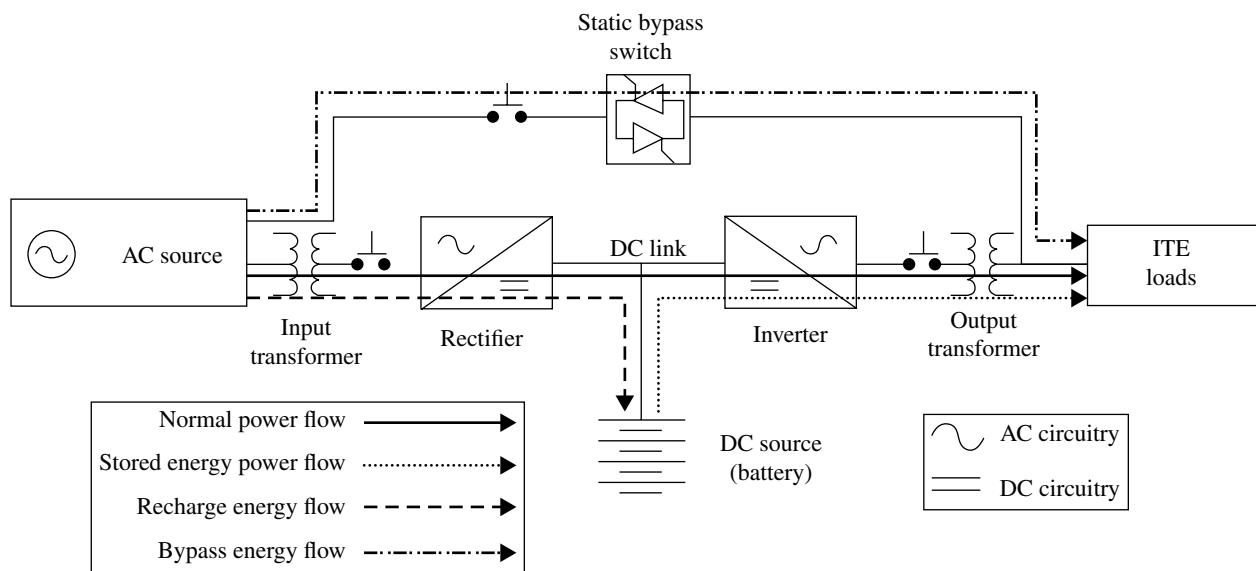 Static bypass
switch
AC source
DC link
ITE
loads
Input
transformer
Rectifier
Inverter
Output
transformer
Normal power flow
Stored energy power flow
Recharge energy flow
Bypass energy flow
DC source
(battery)
AC circuitry
DC circuitry